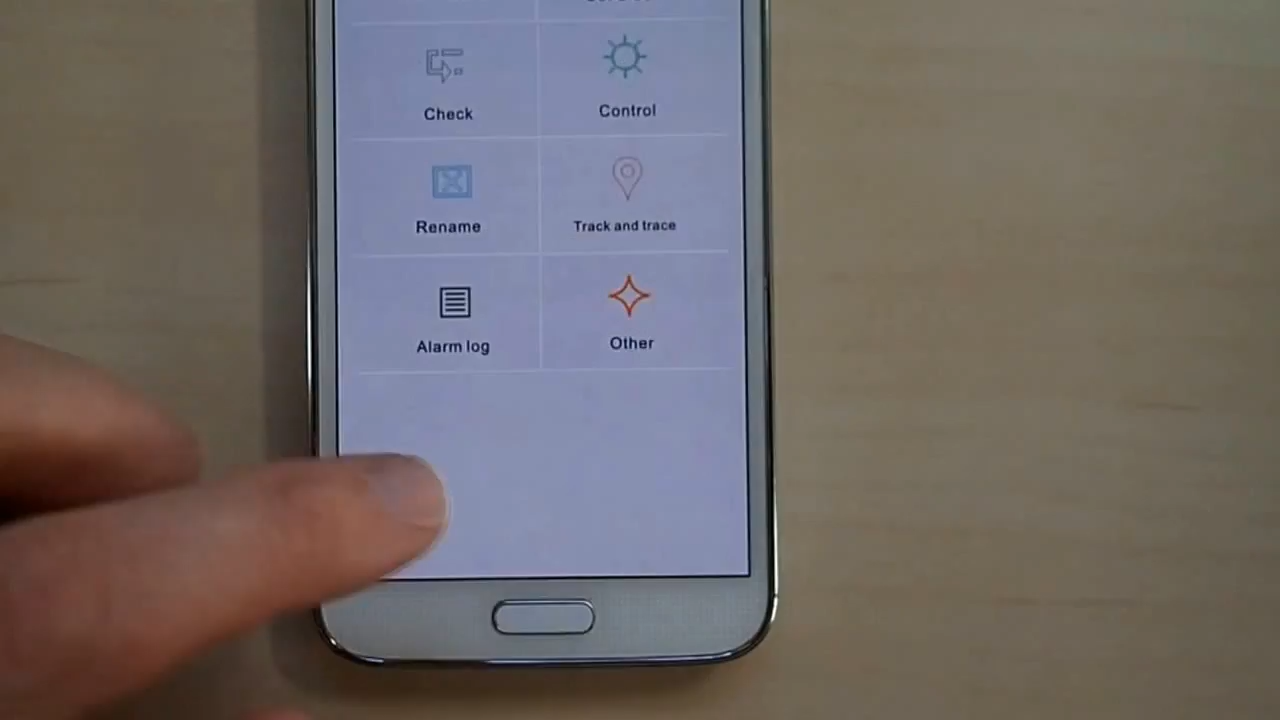 Check
Control
Rename
Track and trace
Alarm log
Other